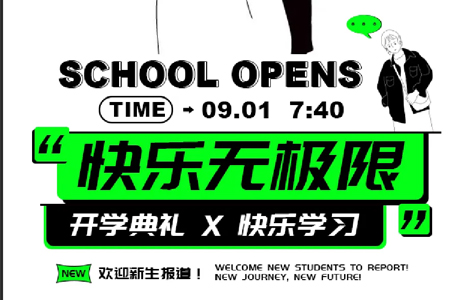 SCHOOL OPENS
TIME → 09.01 7:40
“快乐无极限
开学典礼 X 快乐学习”
NEW 欢迎新生报道！
WELCOME NEW STUDENTS TO REPORT!
NEW JOURNEY, NEW FUTURE!